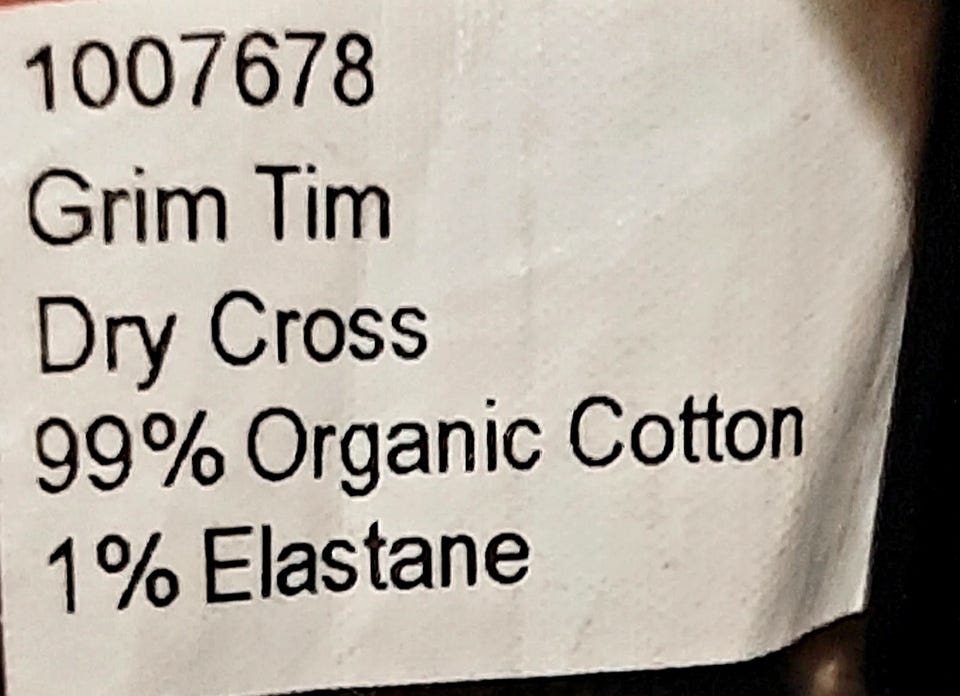 1007678
Grim Tim
Dry Cross
99% Organic Cotton
1% Elastane